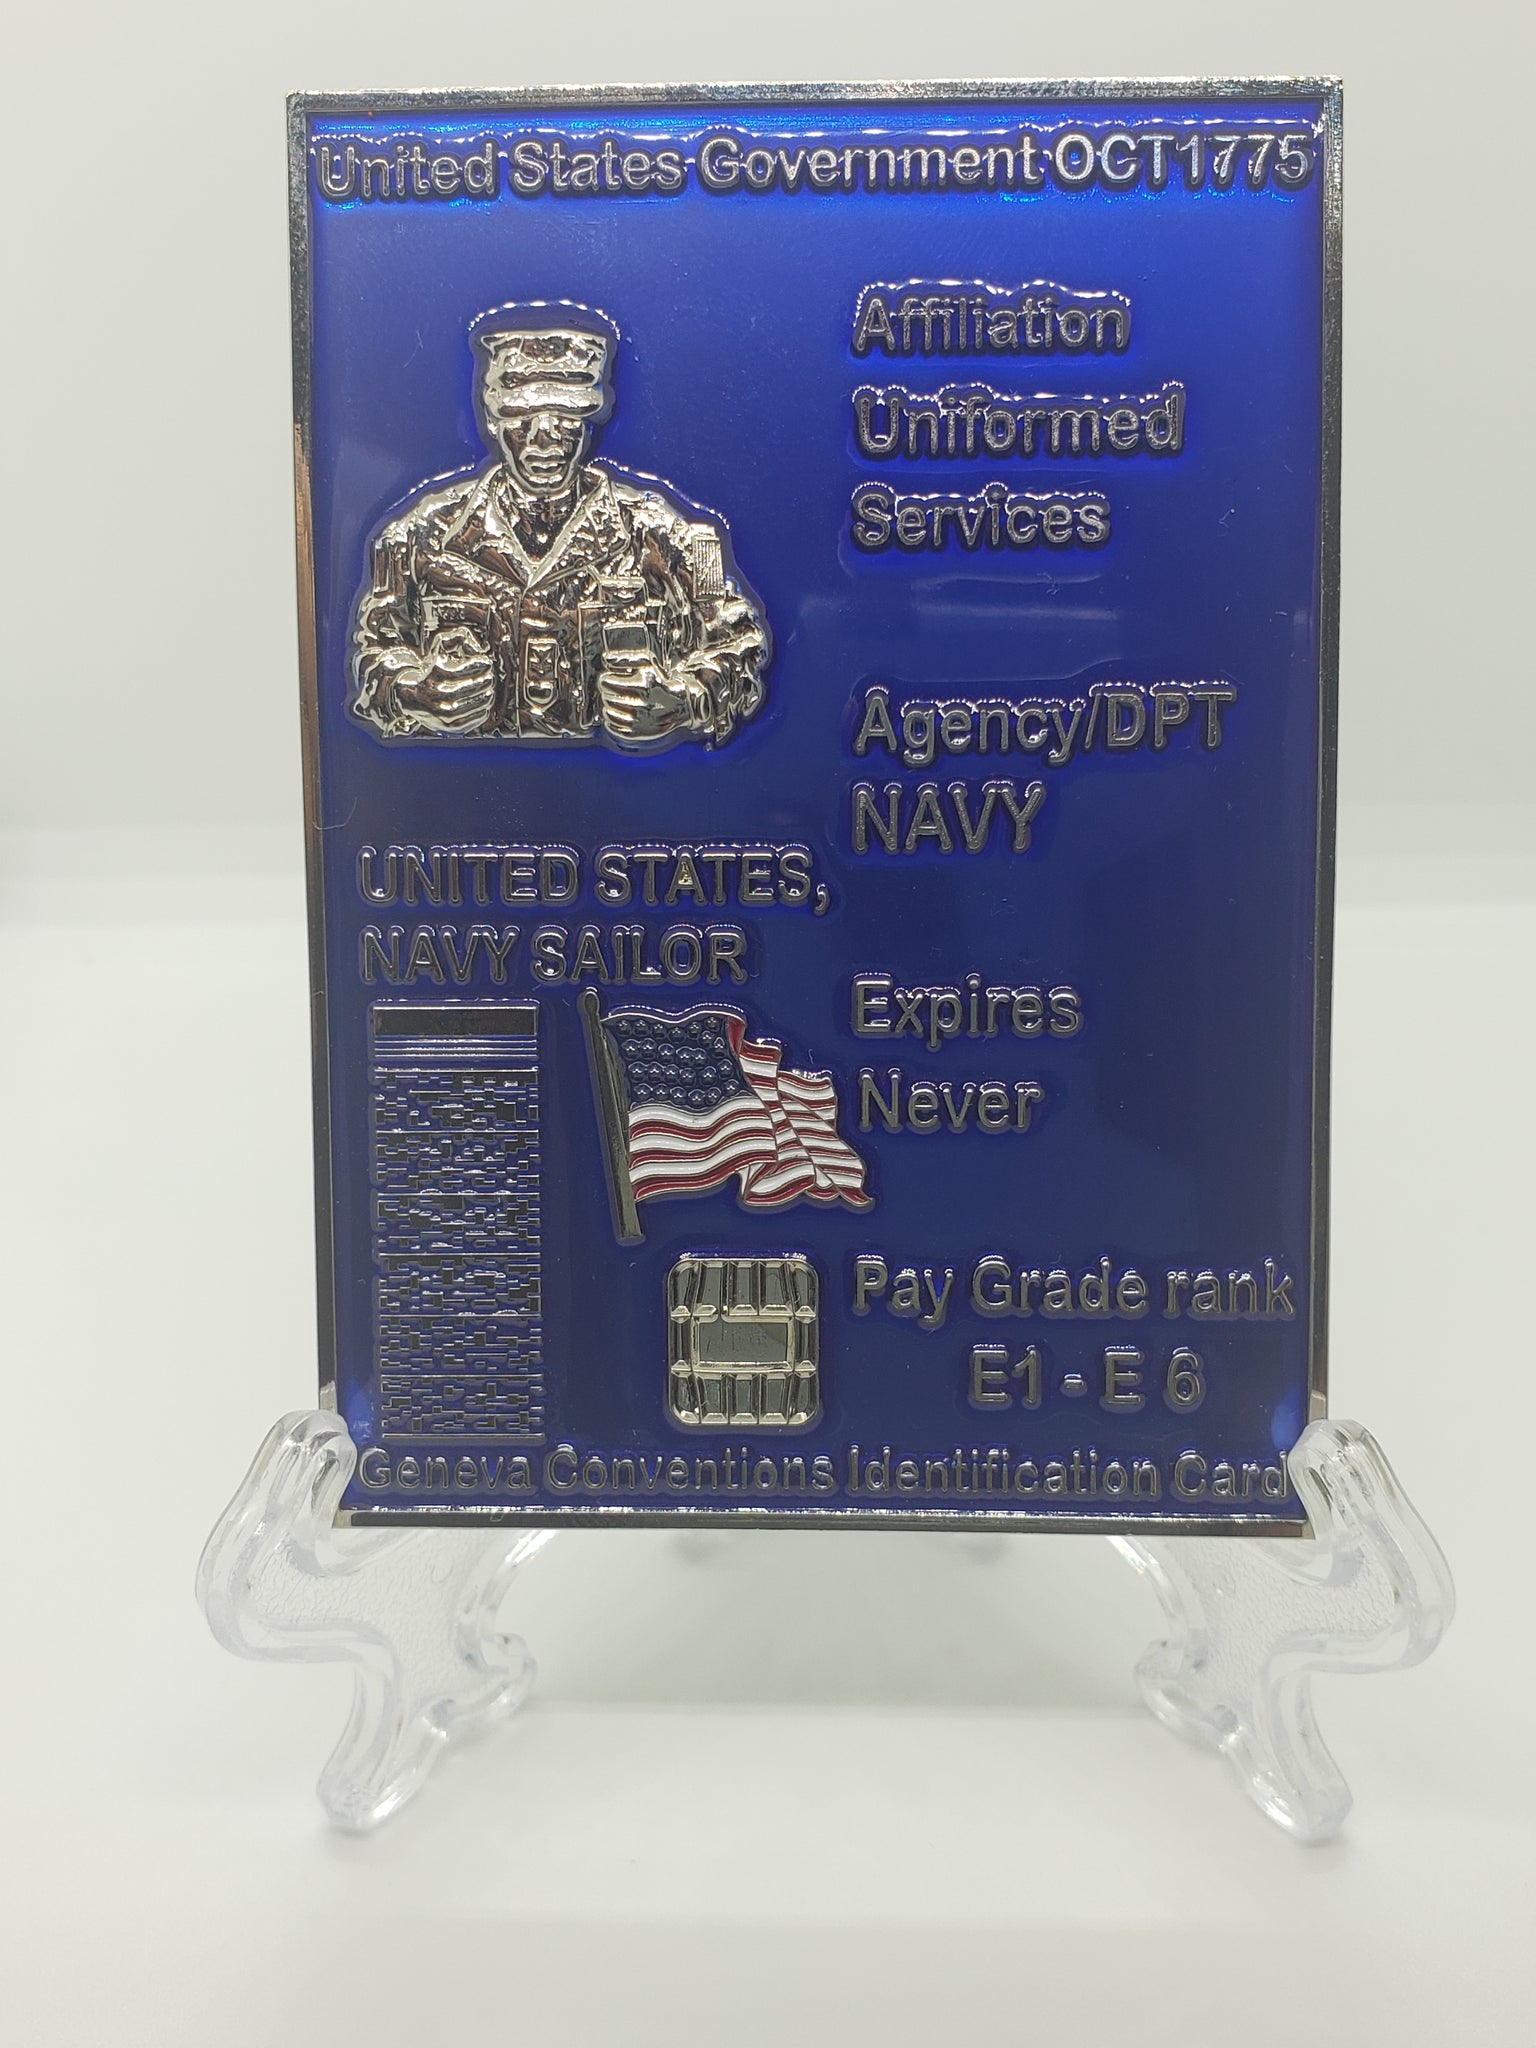 United States Government OCT1775
Affiliation
Uniformed
Services
Agency/DPT
NAVY
UNITED STATES,
NAVY SAILOR
Expires
Never
Pay Grade rank
E1 - E 6
Geneva Conventions Identification Card